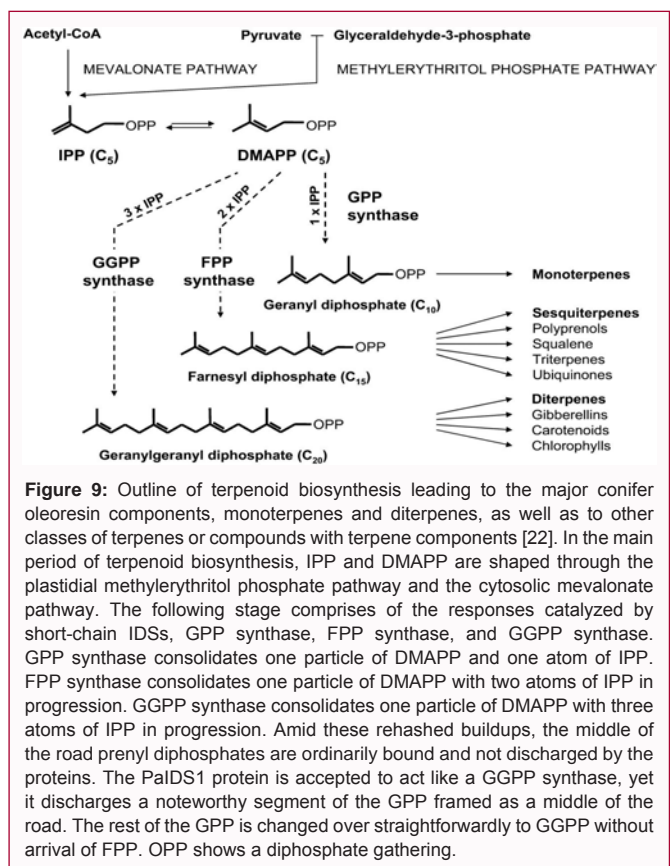 Acetyl-CoA
Pyruvate
Glyceraldehyde-3-phosphate
MEVALONATE PATHWAY
METHYLERYTHRITOL PHOSPHATE PATHWAY
OPP
OPP
IPP (C₅)
DMAPP (C₅)
3 x IPP
2 x IPP
1 x IPP
GPP
synthase
GGPP
synthase
FPP
synthase
OPP
Monoterpenes
Geranyl diphosphate (C₁₀)
Sesquiterpenes
Polyprenols
OPP
Squalene
Triterpenes
Farnesyl diphosphate (C₁₅)
Ubiquinones
Diterpenes
Gibberellins
OPP
Carotenoids
Chlorophylls
Geranylgeranyl diphosphate (C₂₀)
Figure 9: Outline of terpenoid biosynthesis leading to the major conifer
oleoresin components, monoterpenes and diterpenes, as well as to other
classes of terpenes or compounds with terpene components [22]. In the main
period of terpenoid biosynthesis, IPP and DMAPP are shaped through the
plastidial methylerythritol phosphate pathway and the cytosolic mevalonate
pathway. The following stage comprises of the responses catalyzed by
short-chain IDSs, GPP synthase, FPP synthase, and GGPP synthase.
GPP synthase consolidates one particle of DMAPP and one atom of IPP.
FPP synthase consolidates one particle of DMAPP with two atoms of IPP in
progression. GGPP synthase consolidates one particle of DMAPP with three
atoms of IPP in progression. Amid these rehashed buildups, the middle of
the road prenyl diphosphates are ordinarily bound and not discharged by the
proteins. The PaIDS1 protein is accepted to act like a GGPP synthase, yet
it discharges a noteworthy segment of the GPP framed as a middle of the
road. The rest of the GPP is changed over straightforwardly to GGPP without
arrival of FPP. OPP shows a diphosphate gathering.